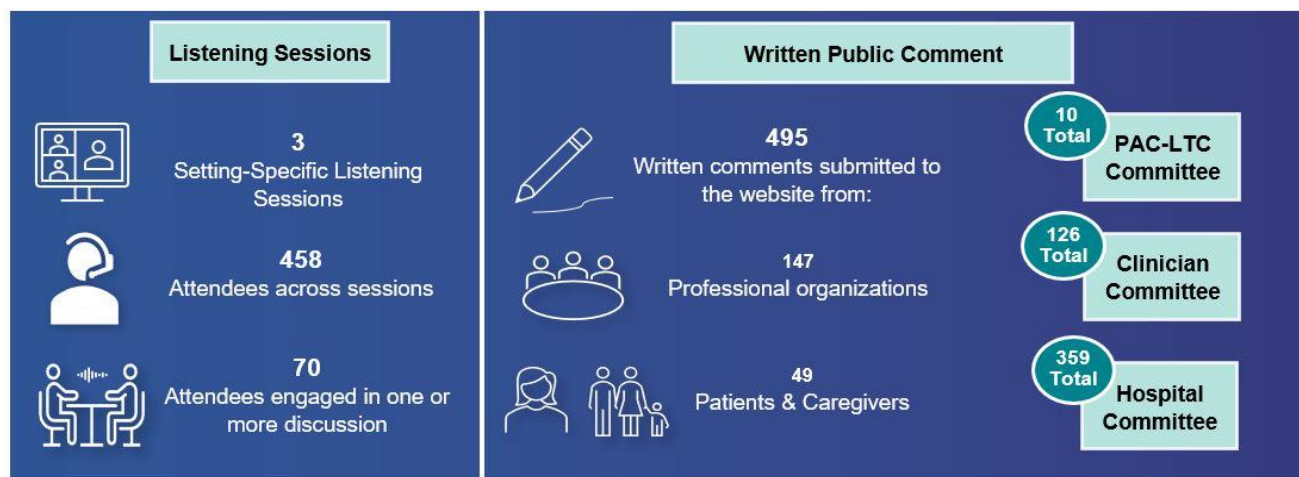 Listening Sessions
3
Setting-Specific Listening
Sessions
458
Attendees across sessions
70
Attendees engaged in one or
more discussion
Written Public Comment
495
Written comments submitted to
the website from:
147
Professional organizations
49
Patients & Caregivers
10
Total
PAC-LTC
Committee
126
Total
Clinician
Committee
359
Total
Hospital
Committee